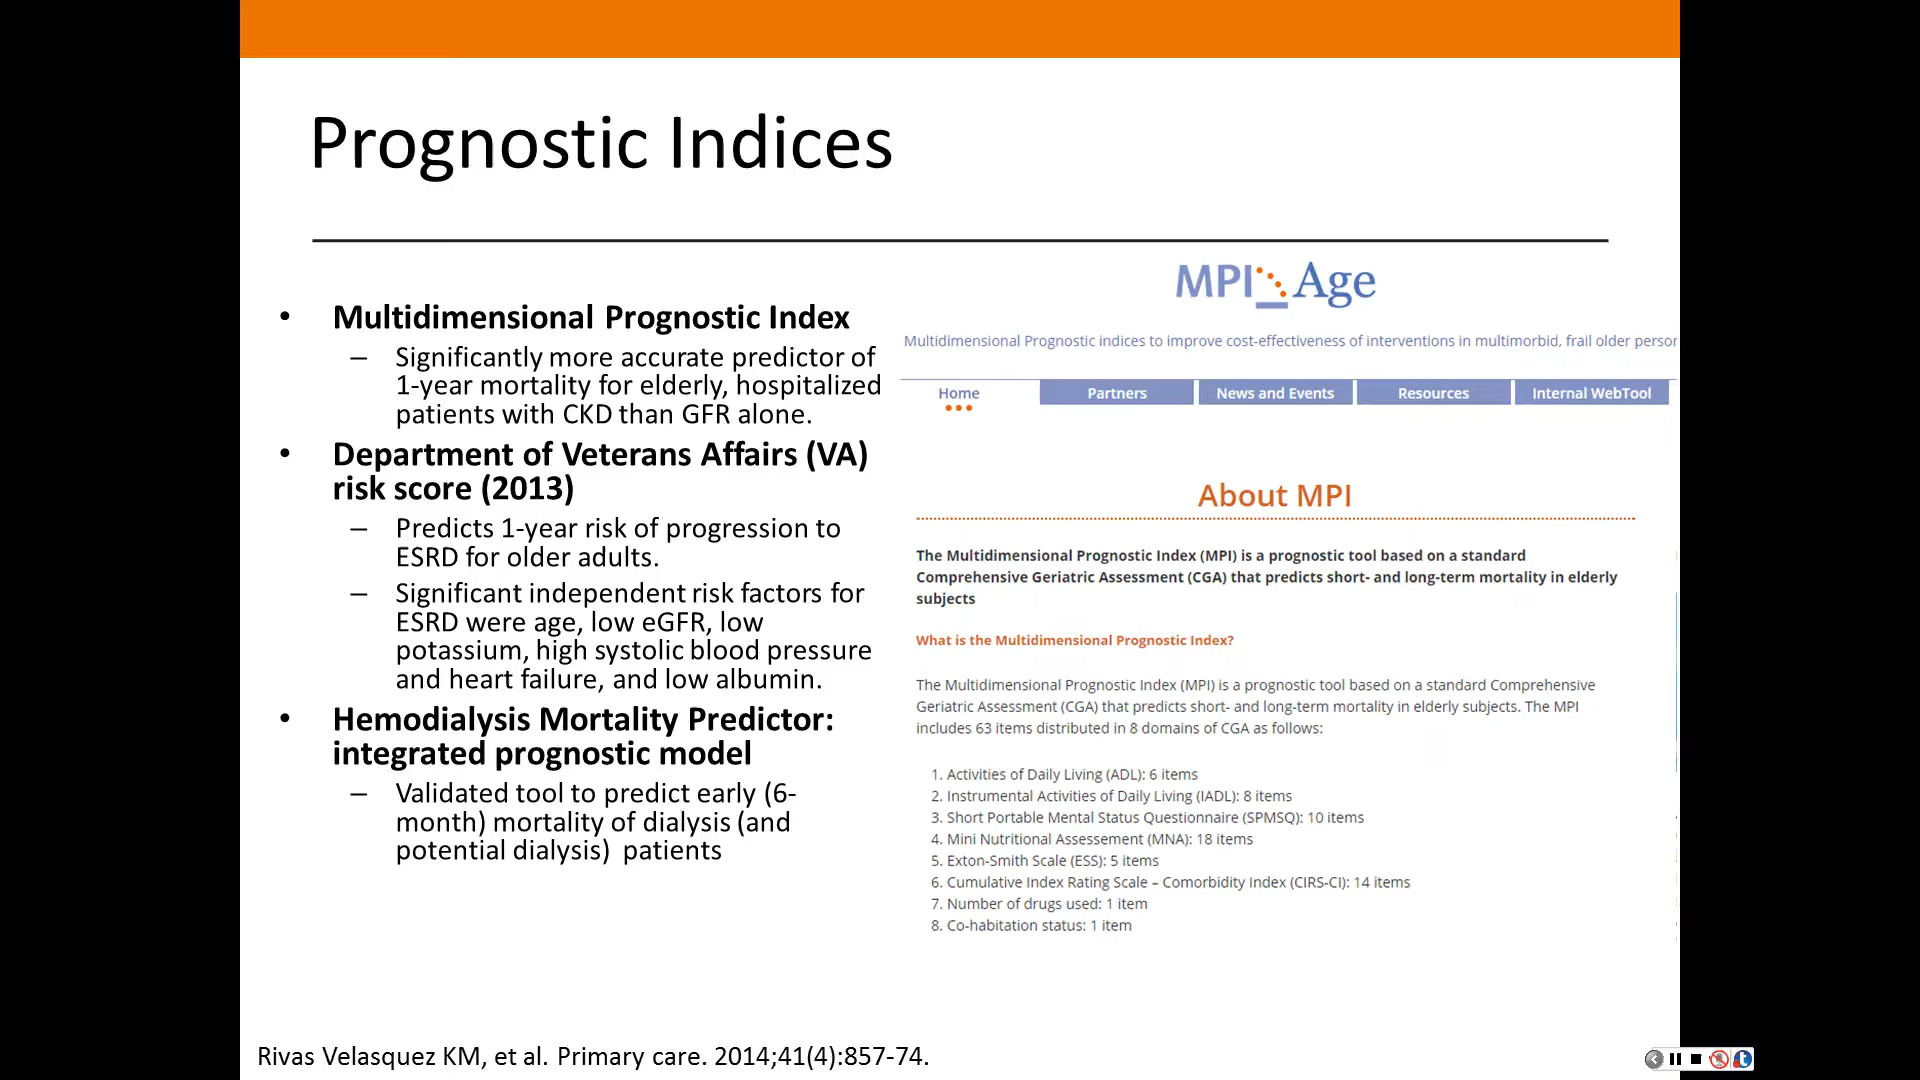 Prognostic Indices
• Multidimensional Prognostic Index
– Significantly more accurate predictor of
1-year mortality for elderly, hospitalized
patients with CKD than GFR alone.
• Department of Veterans Affairs (VA)
risk score (2013)
– Predicts 1-year risk of progression to
ESRD for older adults.
– Significant independent risk factors for
ESRD were age, low eGFR, low
potassium, high systolic blood pressure
and heart failure, and low albumin.
• Hemodialysis Mortality Predictor:
integrated prognostic model
– Validated tool to predict early (6-
month) mortality of dialysis (and
potential dialysis) patients
MPI_Age
Multidimensional Prognostic indices to improve cost-effectiveness of interventions in multimorbid, frail older persor
Home Partners News and Events Resources Internal WebTool
About MPI
The Multidimensional Prognostic Index (MPI) is a prognostic tool based on a standard
Comprehensive Geriatric Assessment (CGA) that predicts short- and long-term mortality in elderly
subjects
What is the Multidimensional Prognostic Index?
The Multidimensional Prognostic Index (MPI) is a prognostic tool based on a standard Comprehensive
Geriatric Assessment (CGA) that predicts short- and long-term mortality in elderly subjects. The MPI
includes 63 items distributed in 8 domains of CGA as follows:
1. Activities of Daily Living (ADL): 6 items
2. Instrumental Activities of Daily Living (IADL): 8 items
3. Short Portable Mental Status Questionnaire (SPMSQ): 10 items
4. Mini Nutritional Assessement (MNA): 18 items
5. Exton-Smith Scale (ESS): 5 items
6. Cumulative Index Rating Scale – Comorbidity Index (CIRS-CI): 14 items
7. Number of drugs used: 1 item
8. Co-habitation status: 1 item
Rivas Velasquez KM, et al. Primary care. 2014;41(4):857-74.